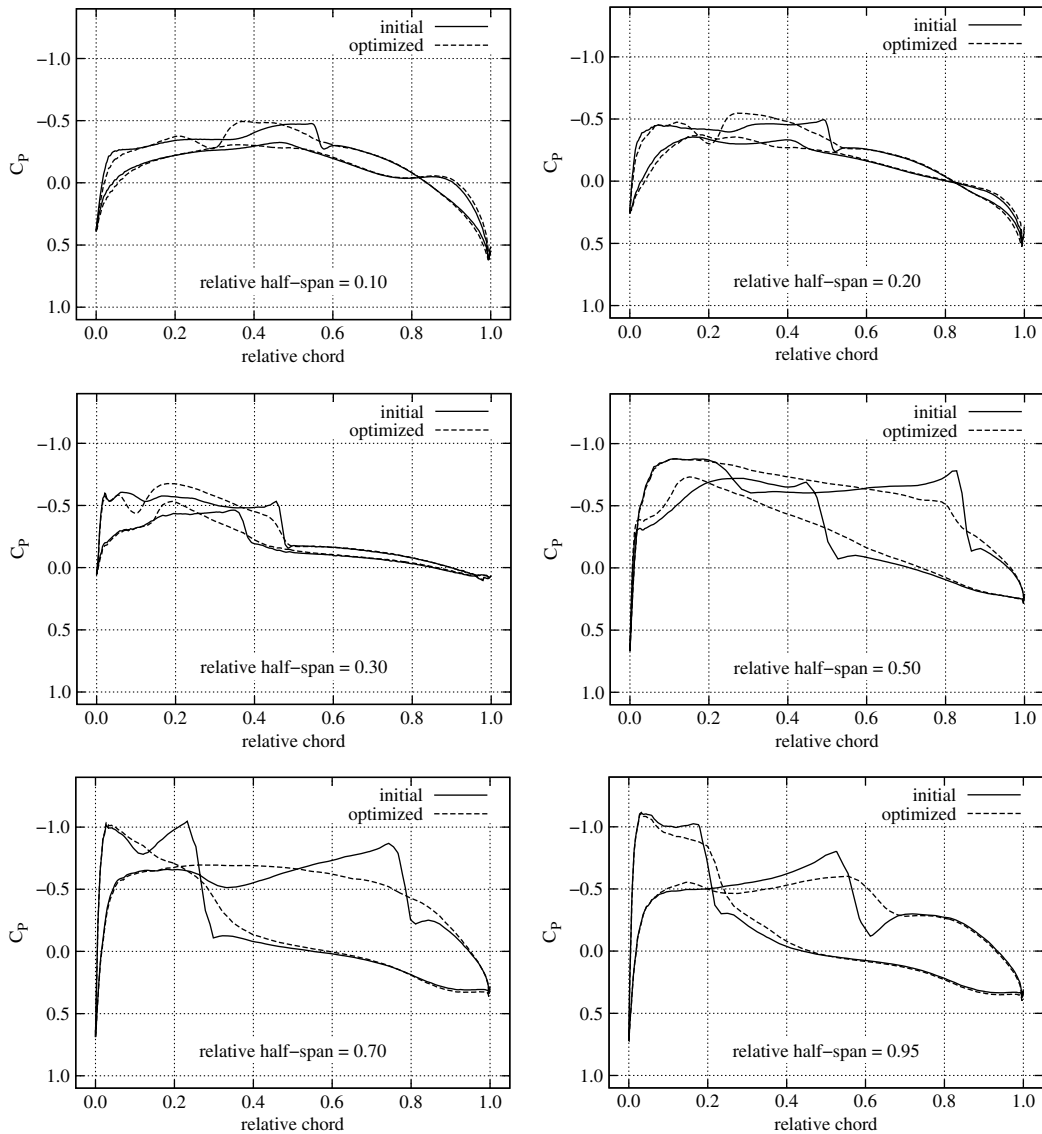 initial
optimized
−1.0
−0.5
0.0
0.5
1.0
C_P
relative half−span = 0.10
0.0 0.2 0.4 0.6 0.8 1.0
relative chord
initial
optimized
−1.0
−0.5
0.0
0.5
1.0
C_P
relative half−span = 0.20
0.0 0.2 0.4 0.6 0.8 1.0
relative chord
initial
optimized
−1.0
−0.5
0.0
0.5
1.0
C_P
relative half−span = 0.30
0.0 0.2 0.4 0.6 0.8 1.0
relative chord
initial
optimized
−1.0
−0.5
0.0
0.5
1.0
C_P
relative half−span = 0.50
0.0 0.2 0.4 0.6 0.8 1.0
relative chord
initial
optimized
−1.0
−0.5
0.0
0.5
1.0
C_P
relative half−span = 0.70
0.0 0.2 0.4 0.6 0.8 1.0
relative chord
initial
optimized
−1.0
−0.5
0.0
0.5
1.0
C_P
relative half−span = 0.95
0.0 0.2 0.4 0.6 0.8 1.0
relative chord